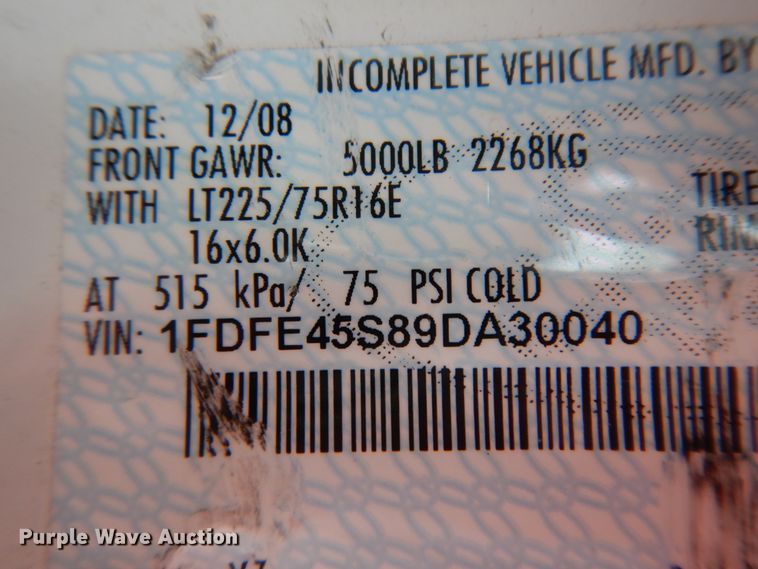 INCOMPLETE VEHICLE MFD. BY
DATE: 12/08
FRONT GAWR: 5000LB 2268KG
WITH LT225/75R16E TIRE
16x6.0K
AT 515 kPa/ 75 PSI COLD
VIN: 1FDFE45S89DA30040
Purple Wave Auction